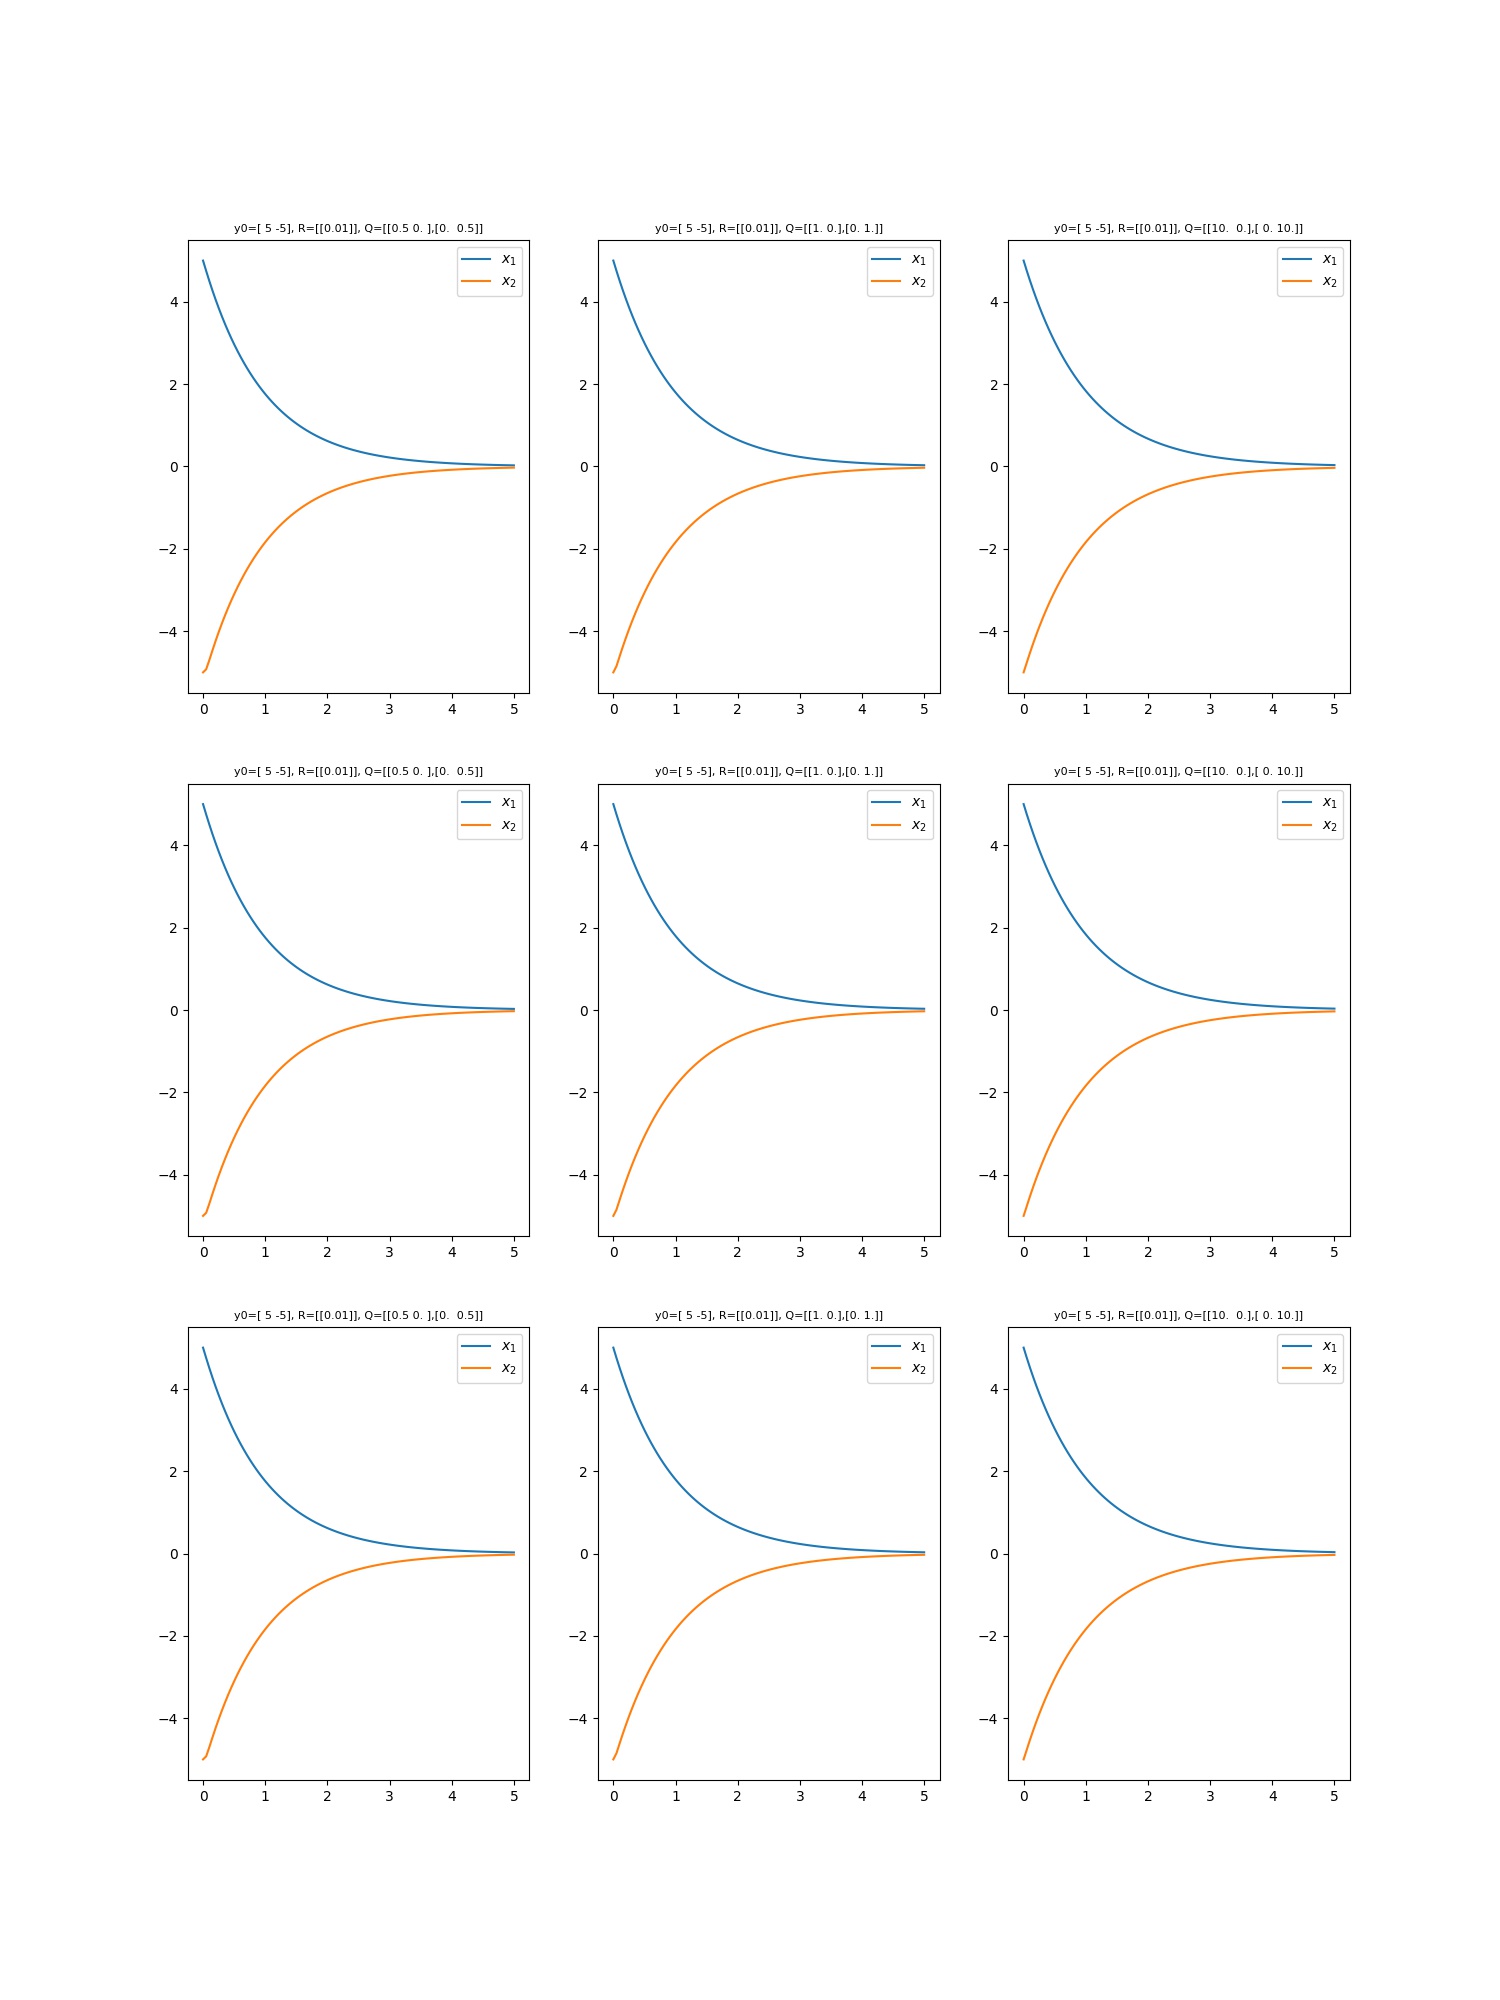 y0=[ 5 -5], R=[[0.01]], Q=[[0.5 0. ],[0.  0.5]]
y0=[ 5 -5], R=[[0.01]], Q=[[1. 0.],[0. 1.]]
y0=[ 5 -5], R=[[0.01]], Q=[[10.  0.],[ 0. 10.]]
x₁
x₂
x₁
x₂
x₁
x₂
4
2
0
−2
−4
4
2
0
−2
−4
4
2
0
−2
−4
0 1 2 3 4 5
0 1 2 3 4 5
0 1 2 3 4 5
y0=[ 5 -5], R=[[0.01]], Q=[[0.5 0. ],[0.  0.5]]
y0=[ 5 -5], R=[[0.01]], Q=[[1. 0.],[0. 1.]]
y0=[ 5 -5], R=[[0.01]], Q=[[10.  0.],[ 0. 10.]]
x₁
x₂
x₁
x₂
x₁
x₂
4
2
0
−2
−4
4
2
0
−2
−4
4
2
0
−2
−4
0 1 2 3 4 5
0 1 2 3 4 5
0 1 2 3 4 5
y0=[ 5 -5], R=[[0.01]], Q=[[0.5 0. ],[0.  0.5]]
y0=[ 5 -5], R=[[0.01]], Q=[[1. 0.],[0. 1.]]
y0=[ 5 -5], R=[[0.01]], Q=[[10.  0.],[ 0. 10.]]
x₁
x₂
x₁
x₂
x₁
x₂
4
2
0
−2
−4
4
2
0
−2
−4
4
2
0
−2
−4
0 1 2 3 4 5
0 1 2 3 4 5
0 1 2 3 4 5